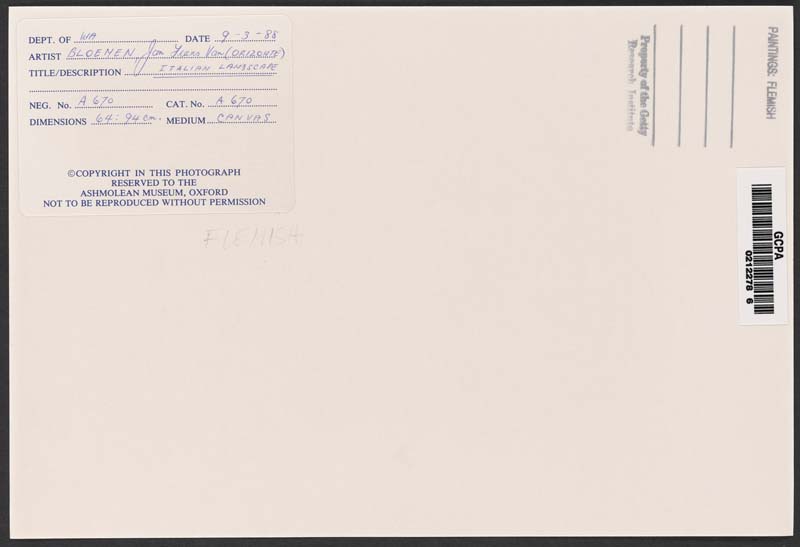 DEPT. OF WA DATE 9-3-88
ARTIST BLOEMEN, Jan Frans Van (ORIZONTE)
TITLE/DESCRIPTION ITALIAN LANDSCAPE
NEG. No. A 670 CAT. No. A 670
DIMENSIONS 64:94cm. MEDIUM CANVAS
©COPYRIGHT IN THIS PHOTOGRAPH
RESERVED TO THE
ASHMOLEAN MUSEUM, OXFORD
NOT TO BE REPRODUCED WITHOUT PERMISSION
FLEMISH
Property of the Getty
Research Institute
PAINTINGS: FLEMISH
GCPA
0212278 6